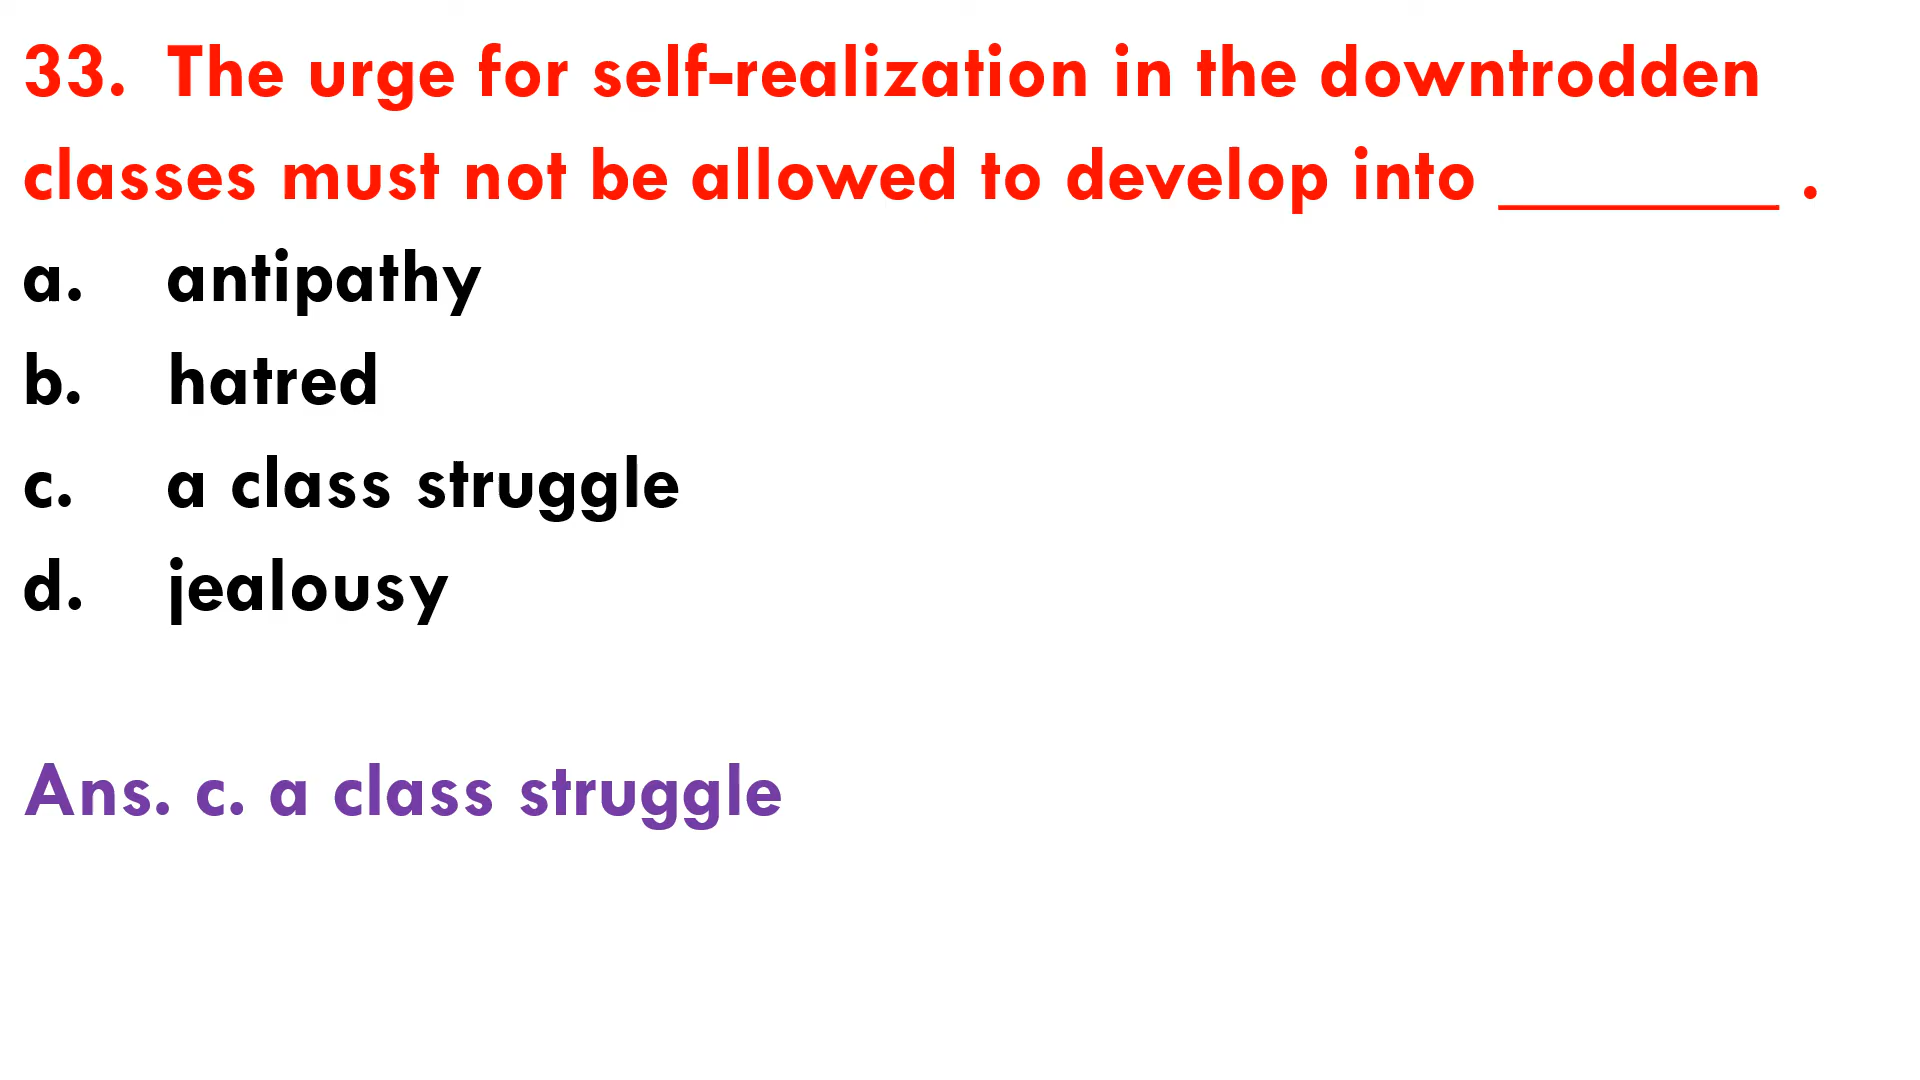 33. The urge for self-realization in the downtrodden
classes must not be allowed to develop into ________ .
a. antipathy
b. hatred
c. a class struggle
d. jealousy
Ans. c. a class struggle